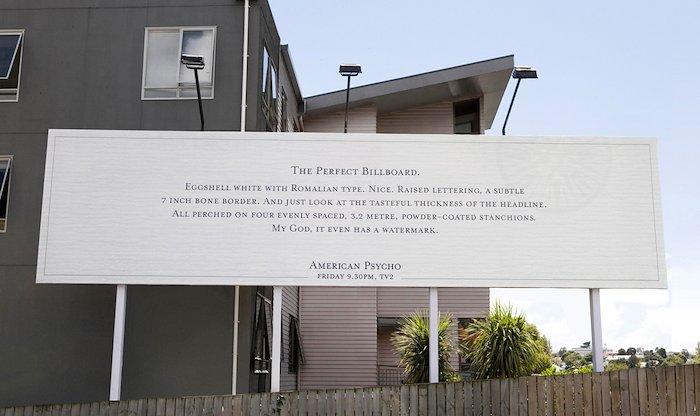 The Perfect Billboard.
Eggshell white with Romalian type. Nice. Raised lettering, a subtle
7 inch bone border. And just look at the tasteful thickness of the headline.
All perched on four evenly spaced, 3.2 metre, powder-coated stanchions.
My God, it even has a watermark.
American Psycho
Friday 9.30pm, TV2